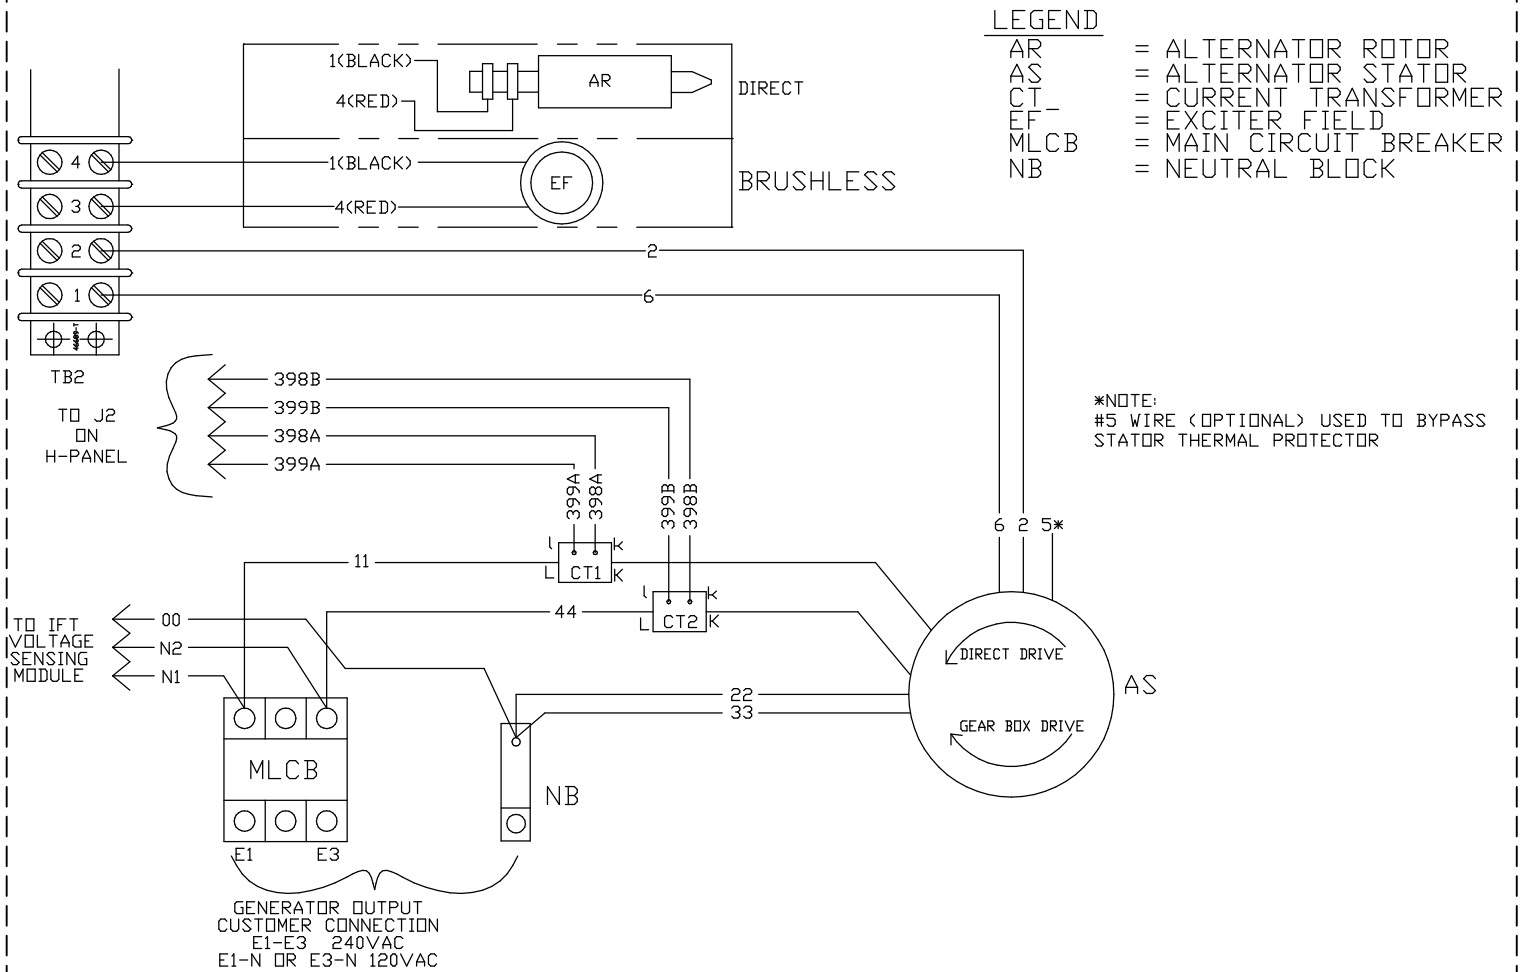 LEGEND
AR = ALTERNATOR ROTOR
AS = ALTERNATOR STATOR
CT_ = CURRENT TRANSFORMER
EF = EXCITER FIELD
MLCB = MAIN CIRCUIT BREAKER
NB = NEUTRAL BLOCK
1(BLACK)
4(RED)
AR
DIRECT
1(BLACK)
4(RED)
EF
BRUSHLESS
4
3
2
1
46689-T
TB2
2
6
TO J2
ON
H-PANEL
398B
399B
398A
399A
399A
398A
399B
398B
*NOTE:
#5 WIRE (OPTIONAL) USED TO BYPASS
STATOR THERMAL PROTECTOR
6 2 5*
11
l k
L CT1 K
l k
L CT2 K
44
TO IFT
VOLTAGE
SENSING
MODULE
00
N2
N1
22
33
DIRECT DRIVE
GEAR BOX DRIVE
AS
MLCB
NB
E1 E3
GENERATOR OUTPUT
CUSTOMER CONNECTION
E1-E3 240VAC
E1-N OR E3-N 120VAC